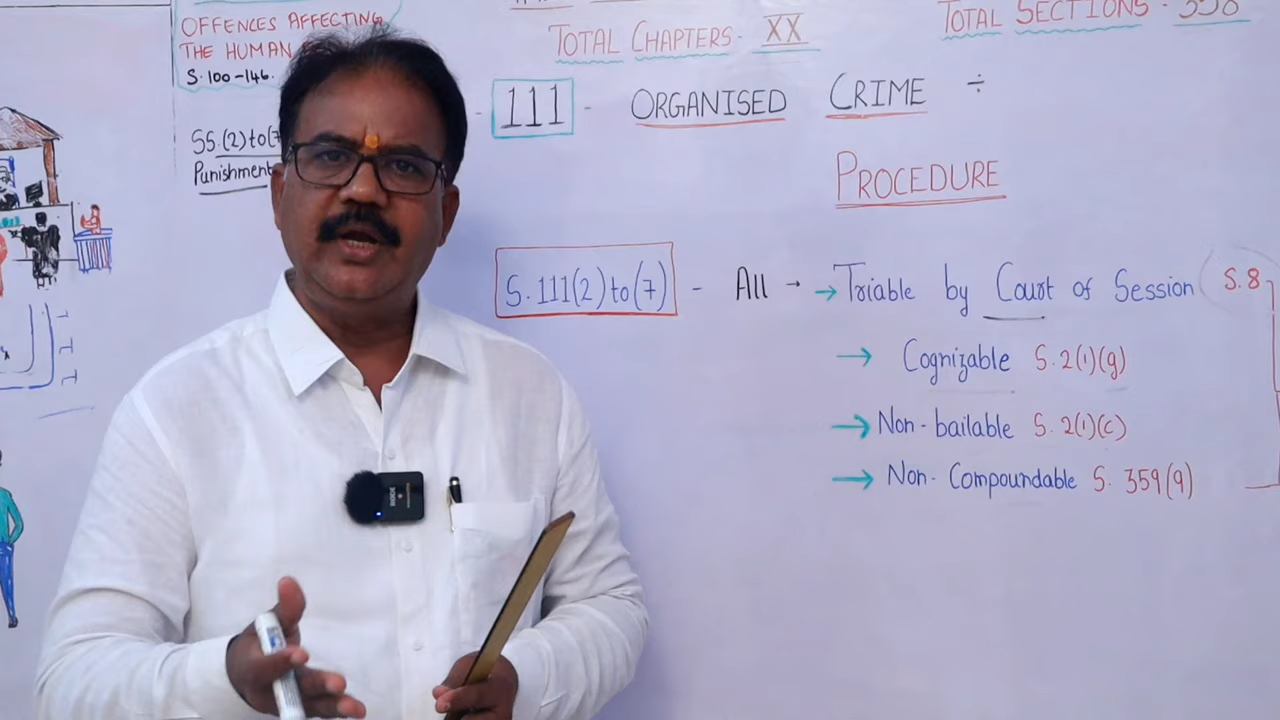 OFFENCES AFFECTING
THE HUMAN
S. 100-146.
SS.(2)to(7
Punishment
TOTAL CHAPTERS - XX
TOTAL SECTIONS - 358
- 111 - ORGANISED CRIME ÷
PROCEDURE
S. 111(2) to (7) - All → → Triable by Court of Session ( S. 8
→ Cognizable S. 2(1)(g)
→ Non-bailable S. 2(1)(c)
→ Non-Compoundable S. 359(9)